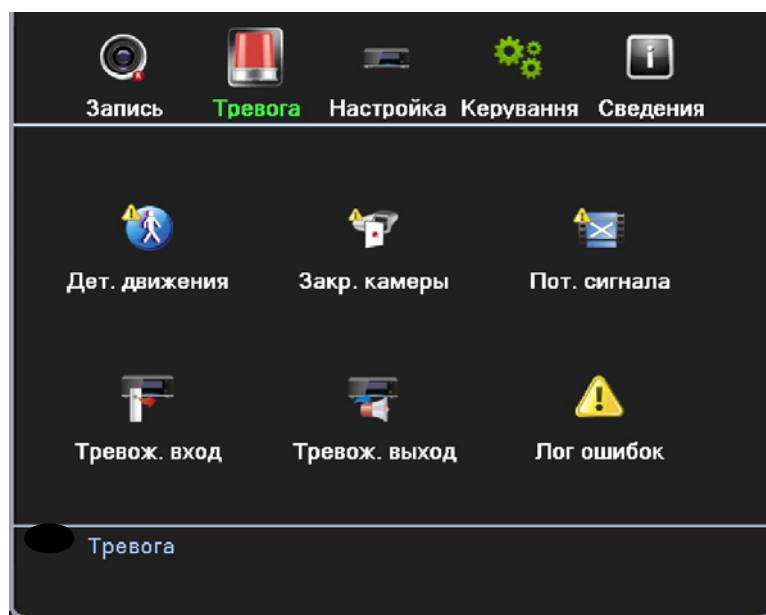 Запись Тревога Настройка Керування Сведения
Дет. движения Закр. камеры Пот. сигнала
Тревож. вход Тревож. выход Лог ошибок
Тревога